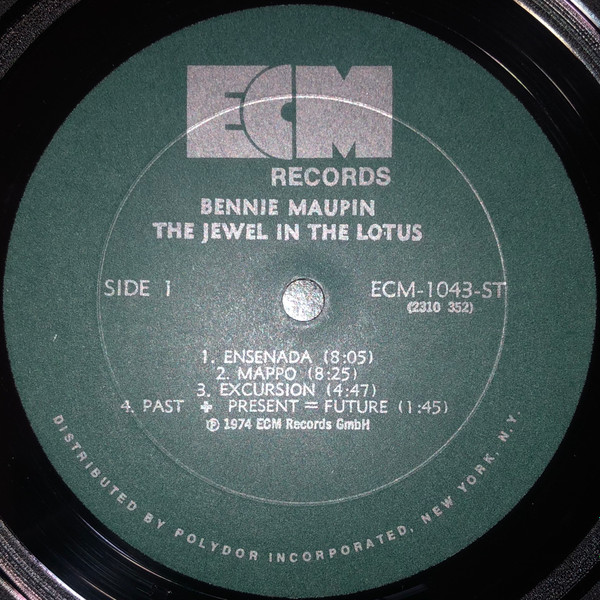 ECM
RECORDS
BENNIE MAUPIN
THE JEWEL IN THE LOTUS
SIDE 1
ECM-1043-ST
(2310 352)
1. ENSENADA (8:05)
2. MAPPO (8:25)
3. EXCURSION (4:47)
4. PAST + PRESENT = FUTURE (1:45)
℗ 1974 ECM Records GmbH
DISTRIBUTED BY POLYDOR INCORPORATED, NEW YORK, N.Y.